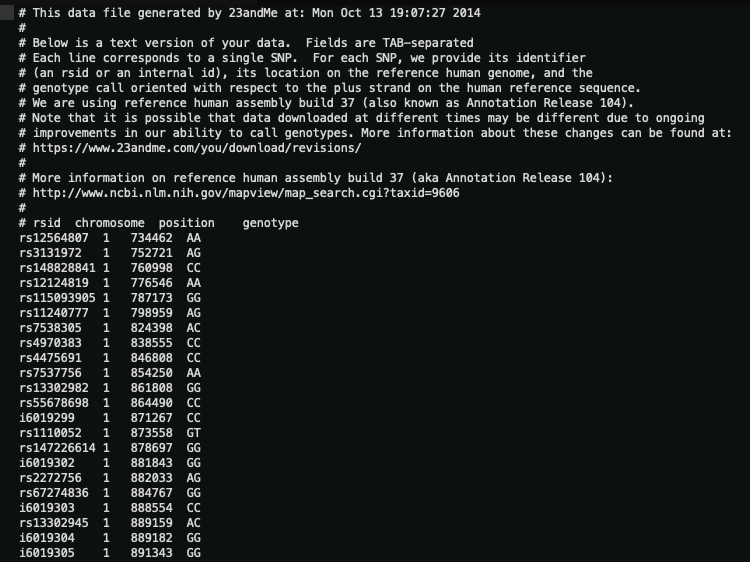 # This data file generated by 23andMe at: Mon Oct 13 19:07:27 2014
#
# Below is a text version of your data.  Fields are TAB-separated
# Each line corresponds to a single SNP.  For each SNP, we provide its identifier
# (an rsid or an internal id), its location on the reference human genome, and the
# genotype call oriented with respect to the plus strand on the human reference sequence.
# We are using reference human assembly build 37 (also known as Annotation Release 104).
# Note that it is possible that data downloaded at different times may be different due to ongoing
# improvements in our ability to call genotypes. More information about these changes can be found at:
# https://www.23andme.com/you/download/revisions/
#
# More information on reference human assembly build 37 (aka Annotation Release 104):
# http://www.ncbi.nlm.nih.gov/mapview/map_search.cgi?taxid=9606
#
# rsid  chromosome  position    genotype
rs12564807  1   734462  AA
rs3131972   1   752721  AG
rs148828841 1   760998  CC
rs12124819  1   776546  AA
rs115093905 1   787173  GG
rs11240777  1   798959  AG
rs7538305   1   824398  AC
rs4970383   1   838555  CC
rs4475691   1   846808  CC
rs7537756   1   854250  AA
rs13302982  1   861808  GG
rs55678698  1   864490  CC
i6019299    1   871267  CC
rs1110052   1   873558  GT
rs147226614 1   878697  GG
i6019302    1   881843  GG
rs2272756   1   882033  AG
rs67274836  1   884767  GG
i6019303    1   888554  CC
rs13302945  1   889159  AC
i6019304    1   889182  GG
i6019305    1   891343  GG